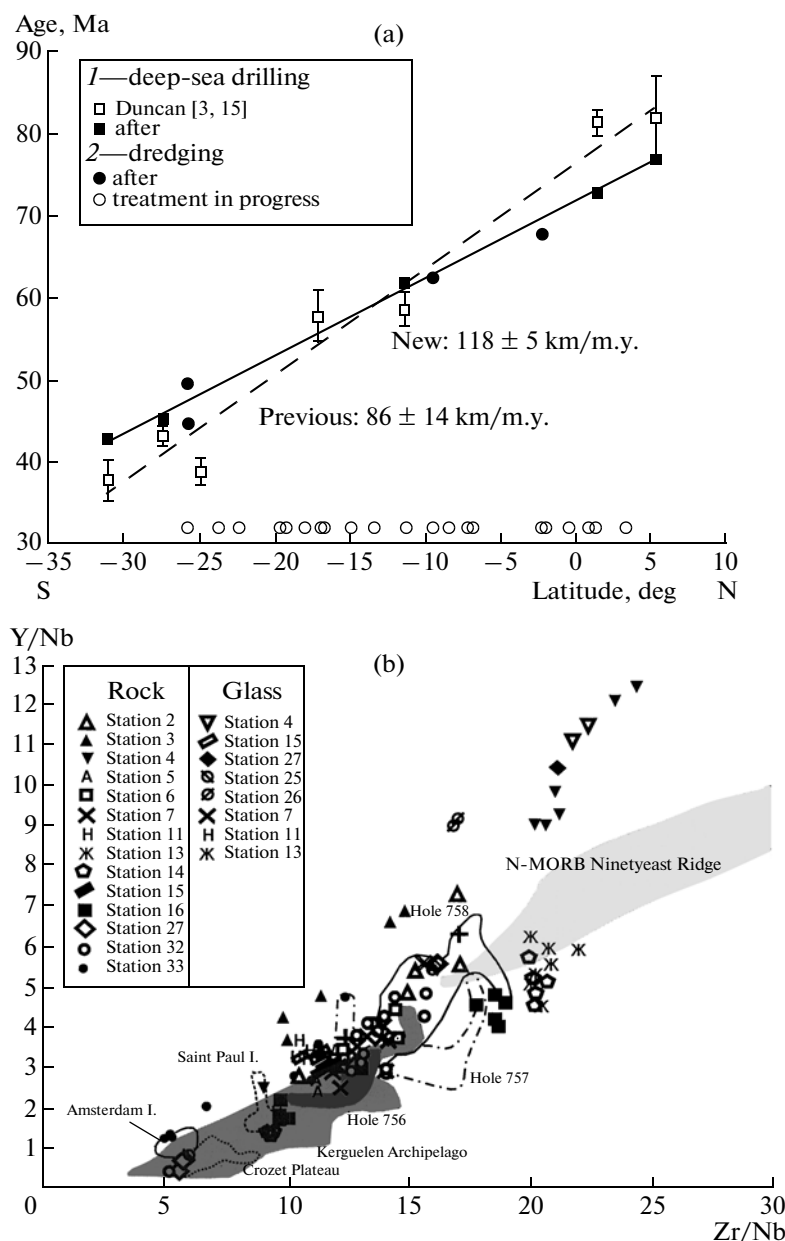 Age, Ma
(a)
90
80
70
60
50
40
30
1—deep-sea drilling
Duncan [3, 15]
after
2—dredging
after
treatment in progress
New: 118 ± 5 km/m.y.
Previous: 86 ± 14 km/m.y.
−35 −30 −25 −20 −15 −10 −5 0 5 10
S Latitude, deg N
Y/Nb
(b)
13
12
11
10
9
8
7
6
5
4
3
2
1
Rock
Station 2
Station 3
Station 4
Station 5
Station 6
Station 7
Station 11
Station 13
Station 14
Station 15
Station 16
Station 27
Station 32
Station 33
Glass
Station 4
Station 15
Station 27
Station 25
Station 26
Station 7
Station 11
Station 13
N-MORB Ninetyeast Ridge
Hole 758
Saint Paul I.
Hole 757
Amsterdam I.
Hole 756
Kerguelen Archipelago
Crozet Plateau
0 5 10 15 20 25 30
Zr/Nb